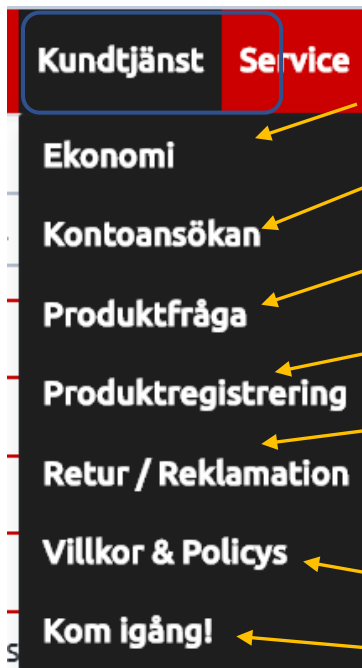 Kundtjänst Service
Ekonomi
Kontoansökan
Produktfråga
Produktregistrering
Retur / Reklamation
Villkor & Policys
Kom igång!